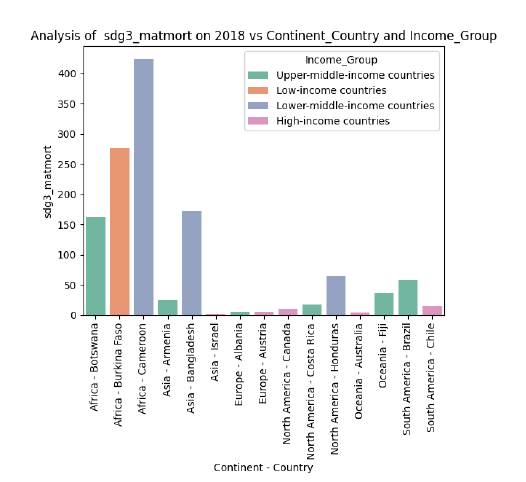 Analysis of  sdg3_matmort on 2018 vs Continent_Country and Income_Group
Income_Group
Upper-middle-income countries
Low-income countries
Lower-middle-income countries
High-income countries
sdg3_matmort
400
350
300
250
200
150
100
50
0
Africa - Botswana
Africa - Burkina Faso
Africa - Cameroon
Asia - Armenia
Asia - Bangladesh
Asia - Israel
Europe - Albania
Europe - Austria
North America - Canada
North America - Costa Rica
North America - Honduras
Oceania - Australia
Oceania - Fiji
South America - Brazil
South America - Chile
Continent - Country